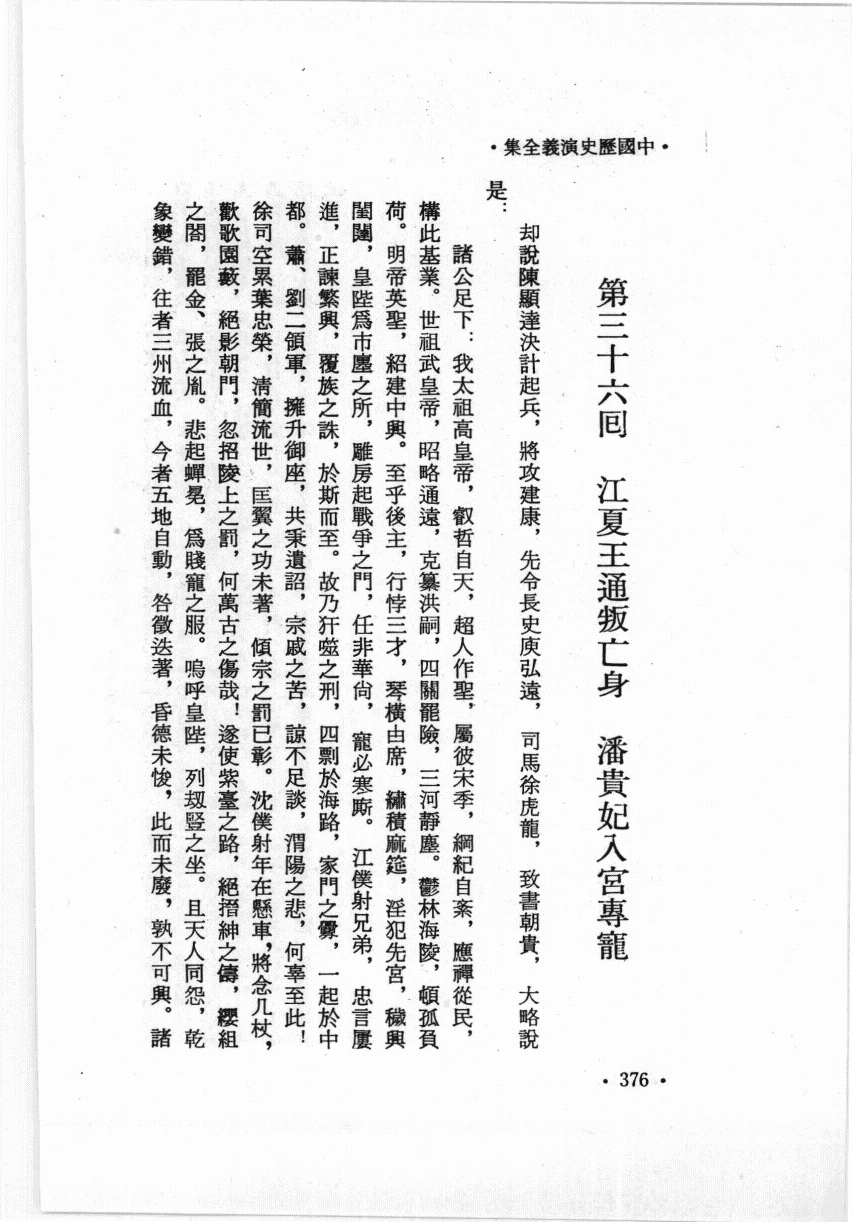 ・中國歷史演義全集・
第三十六回　江夏王通叛亡身　潘貴妃入宮專寵
却說陳顯達決計起兵，將攻建康，先令長史庾弘遠，司馬徐虎龍，致書朝貴，大略說
是：
諸公足下：我太祖高皇帝，叡哲自天，超人作聖，屬彼宋季，綱紀自紊，應禪從民，
構此基業。世祖武皇帝，昭略通遠，克纂洪嗣，四關罷險，三河靜塵。鬱林海陵，頓孤負
荷。明帝英聖，紹建中興。至乎後主，行悖三才，琴橫由席，繡積麻筵，淫犯先宮，穢興
閨闥，皇陛為市廛之所，雕房起戰爭之門，任非華尙，寵必寒廝。江僕射兄弟，忠言屢
進，正諫繁興，覆族之誅，於斯而至。故乃犴噬之刑，四剽於海路，家門之釁，一起於中
都。蕭、劉二領軍，擁升御座，共秉遺詔，宗戚之苦，諒不足談，渭陽之悲，何辜至此！
徐司空累葉忠榮，清簡流世，匡翼之功未著，傾宗之罰已彰。沈僕射年在懸車，將念几杖，
歡歌園藪，絕影朝門，忽招陵上之罰，何萬古之傷哉！遂使紫臺之路，絕搢紳之儔，纓組
之閤，罷金、張之胤。悲起蟬冕，為賤寵之服。嗚呼皇陛，列刼豎之坐。且天人同怨，乾
象變錯，往者三州流血，今者五地自動，咎徵迭著，昏德未悛，此而未廢，孰不可興。諸
・376・